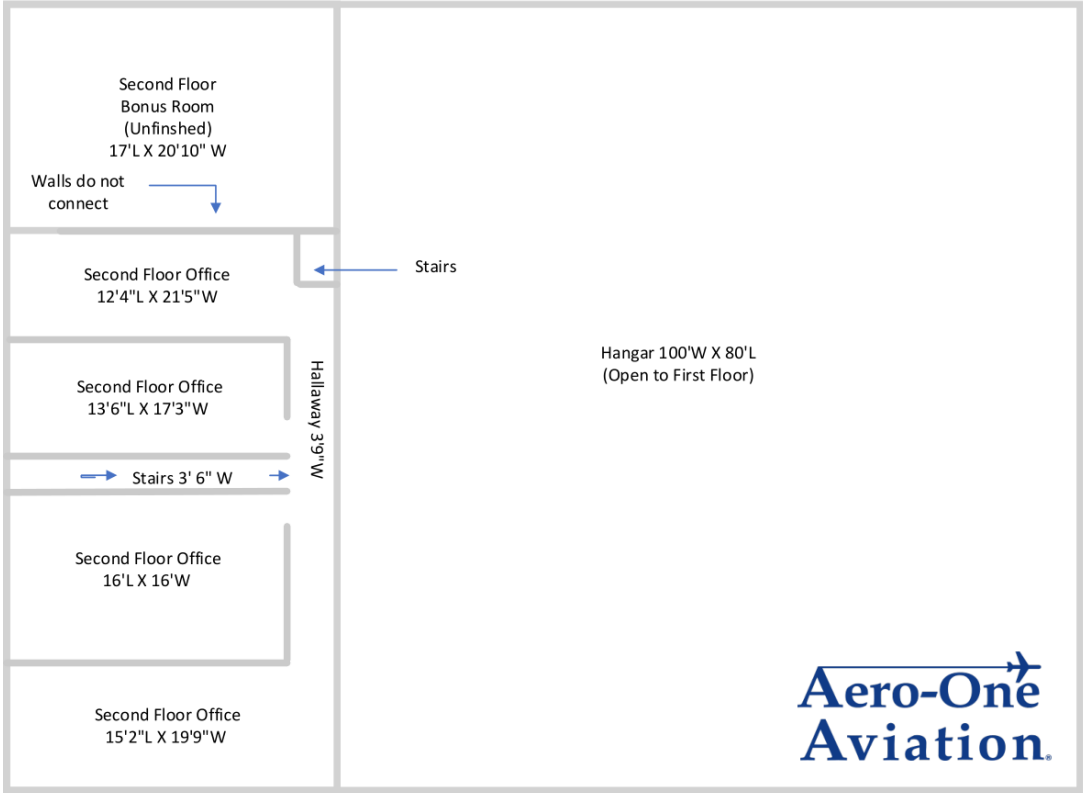 Second Floor
Bonus Room
(Unfinshed)
17'L X 20'10" W
Walls do not
connect
Second Floor Office
12'4"L X 21'5"W
Stairs
Second Floor Office
13'6"L X 17'3"W
Hallaway 3'9"W
Hangar 100'W X 80'L
(Open to First Floor)
Stairs 3' 6" W
Second Floor Office
16'L X 16'W
Second Floor Office
15'2"L X 19'9"W
Aero-One
Aviation®